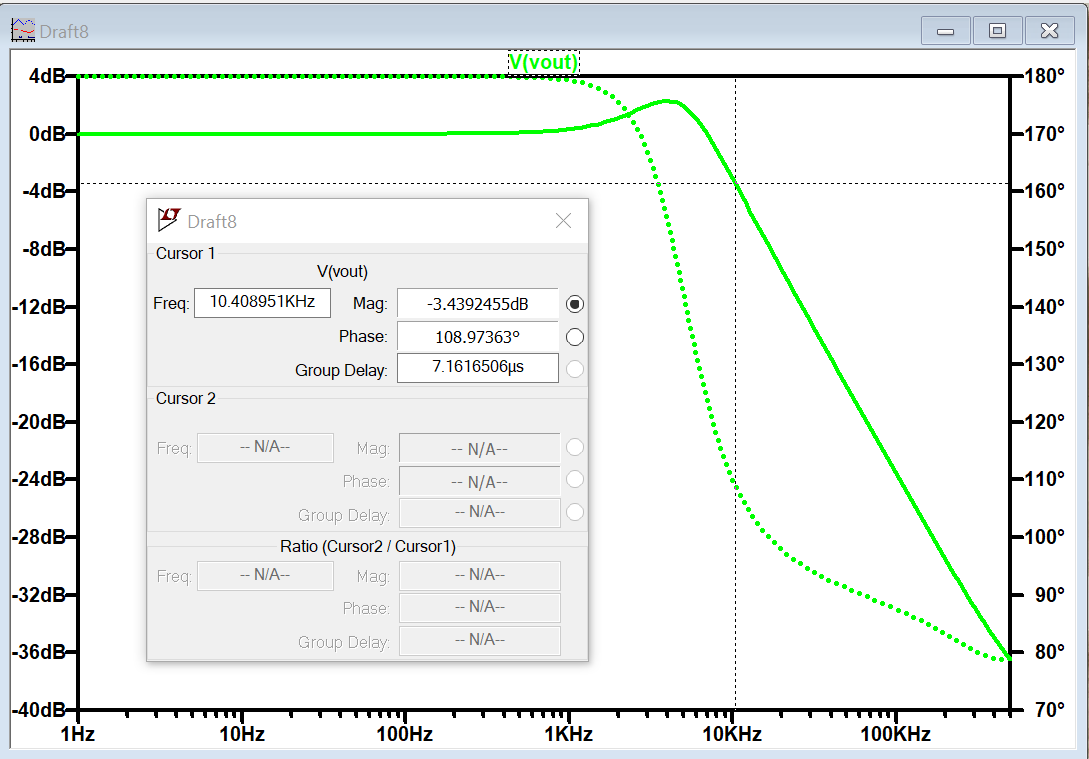 Draft8
V(vout)
4dB
0dB
-4dB
-8dB
-12dB
-16dB
-20dB
-24dB
-28dB
-32dB
-36dB
-40dB
180°
170°
160°
150°
140°
130°
120°
110°
100°
90°
80°
70°
1Hz 10Hz 100Hz 1KHz 10KHz 100KHz
Draft8
Cursor 1
V(vout)
Freq: 10.408951KHz Mag: -3.4392455dB
Phase: 108.97363°
Group Delay: 7.1616506µs
Cursor 2
Freq: -- N/A-- Mag: -- N/A--
Phase: -- N/A--
Group Delay: -- N/A--
Ratio (Cursor2 / Cursor1)
Freq: -- N/A-- Mag: -- N/A--
Phase: -- N/A--
Group Delay: -- N/A--